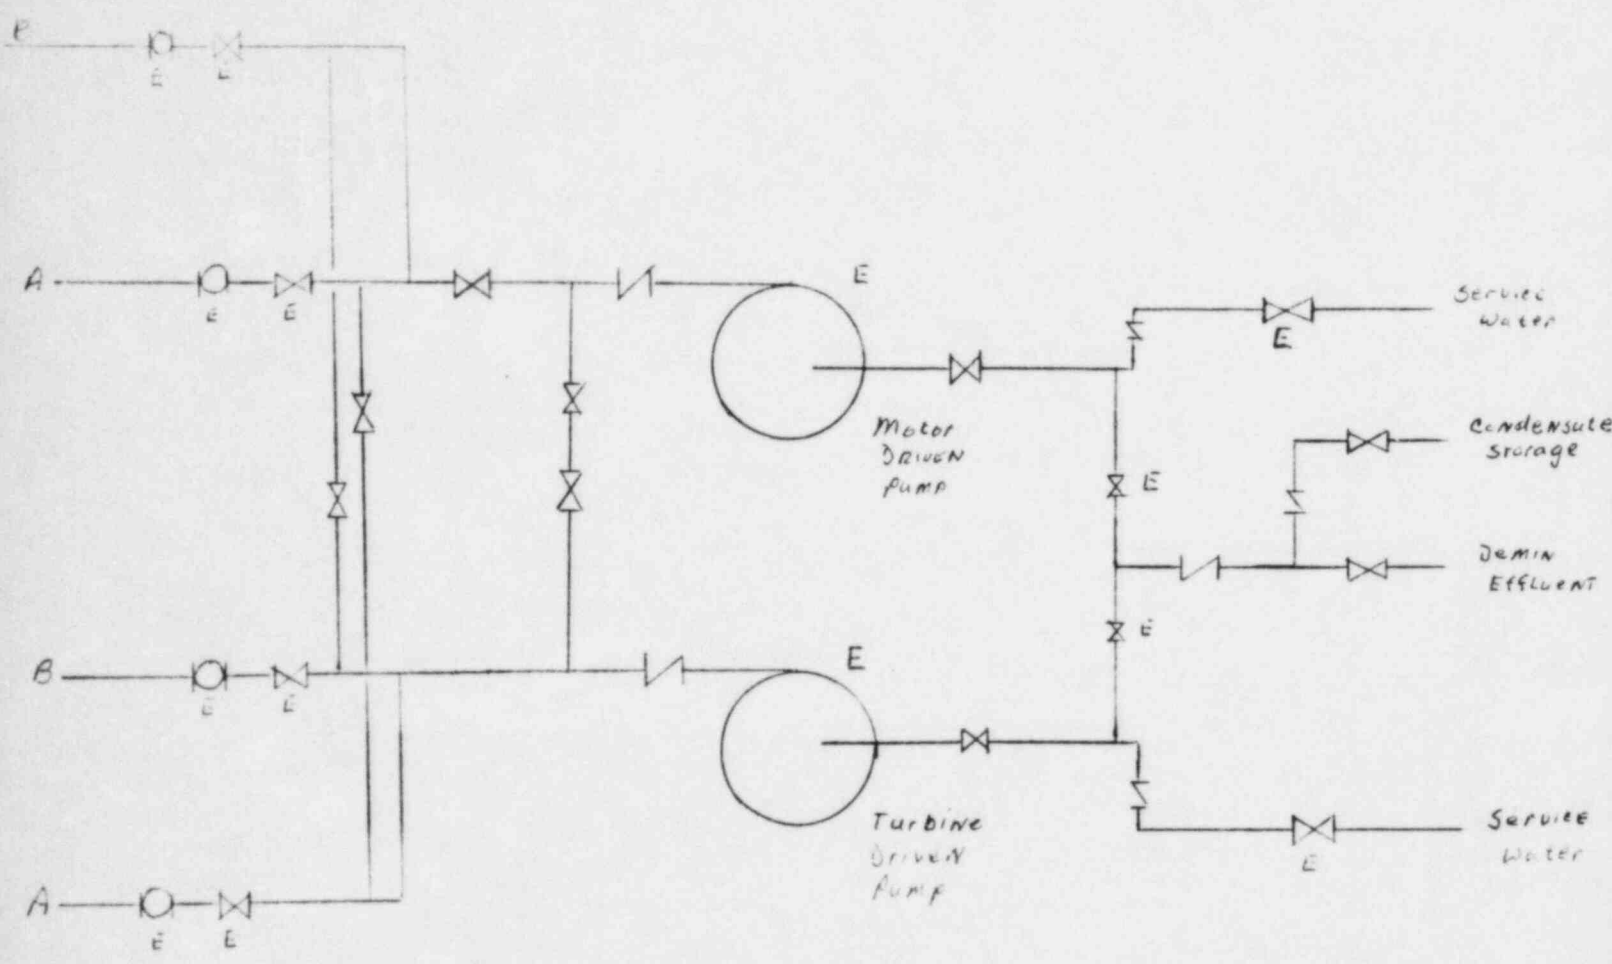 B
E
E
A
E
E
E
Service
Water
E
Motor
DRIVEN
Pump
Condensate
Storage
E
Demin
Effluent
E
B
E
E
E
Turbine
Driven
Pump
Service
Water
E
A
E
E